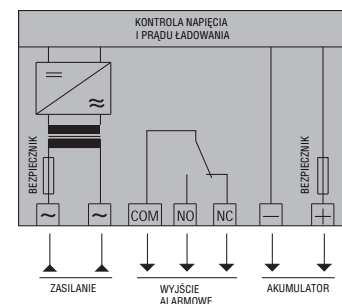 KONTROLA NAPIĘCIA
I PRĄDU ŁADOWANIA
BEZPIECZNIK
BEZPIECZNIK
~ ~ COM NO NC — +
ZASILANIE
WYJŚCIE
ALARMOWE
AKUMULATOR